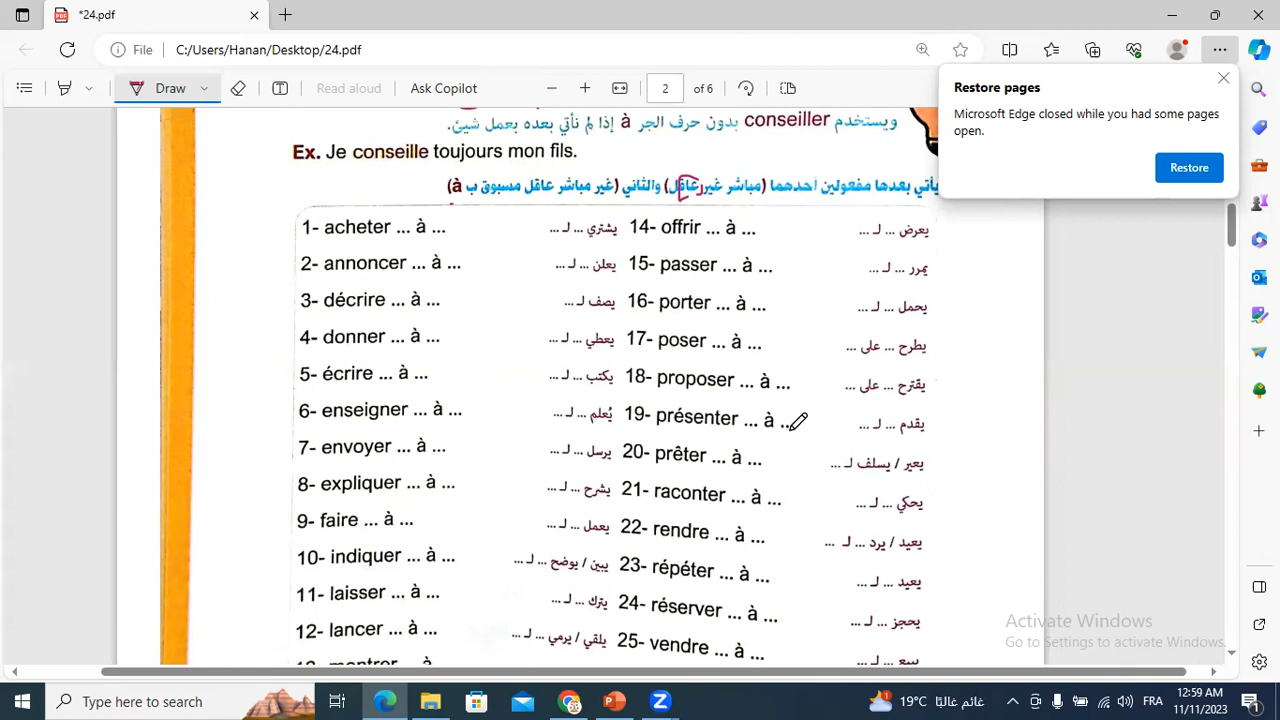 *24.pdf
File C:/Users/Hanan/Desktop/24.pdf
Draw Read aloud Ask Copilot 2 of 6
Restore pages
Microsoft Edge closed while you had some pages open.
Restore
ويستخدم conseiller بدون حرف الجر à إذا لم نأتي بعده بعمل شيئ.
Ex. Je conseille toujours mon fils.
يأتي بعدها مفعولين أحدهما (مباشر غير عاقل) والثاني (غير مباشر عاقل مسبوق ب à)
1- acheter ... à ... يشتري ... لـ ... 14- offrir ... à ... يعرض ... لـ ...
2- annoncer ... à ... يعلن ... لـ ... 15- passer ... à ... يمرر ... لـ ...
3- décrire ... à ... يصف لـ ... 16- porter ... à ... يحمل ... لـ ...
4- donner ... à ... يعطي ... لـ ... 17- poser ... à ... يطرح ... على ...
5- écrire ... à ... يكتب ... لـ ... 18- proposer ... à ... يقترح ... على ...
6- enseigner ... à ... يُعلم ... لـ ... 19- présenter ... à ... يقدم ... لـ ...
7- envoyer ... à ... يرسل ... لـ ... 20- prêter ... à ... يعير / يسلف لـ ...
8- expliquer ... à ... يشرح ... لـ ... 21- raconter ... à ... يحكي ... لـ ...
9- faire ... à ... يعمل ... لـ ... 22- rendre ... à ... يعيد / يرد ... لـ ...
10- indiquer ... à ... يبين / يوضح ... لـ ... 23- répéter ... à ... يعيد ... لـ ...
11- laisser ... à ... يترك ... لـ ... 24- réserver ... à ... يحجز ... لـ ...
12- lancer ... à ... يلقي / يرمي ... لـ ... 25- vendre ... à ... يبيع ... لـ ...
13- montrer à
Activate Windows
Go to Settings to activate Windows.
Type here to search 19°C غائم غالبًا FRA 12:59 AM
11/11/2023